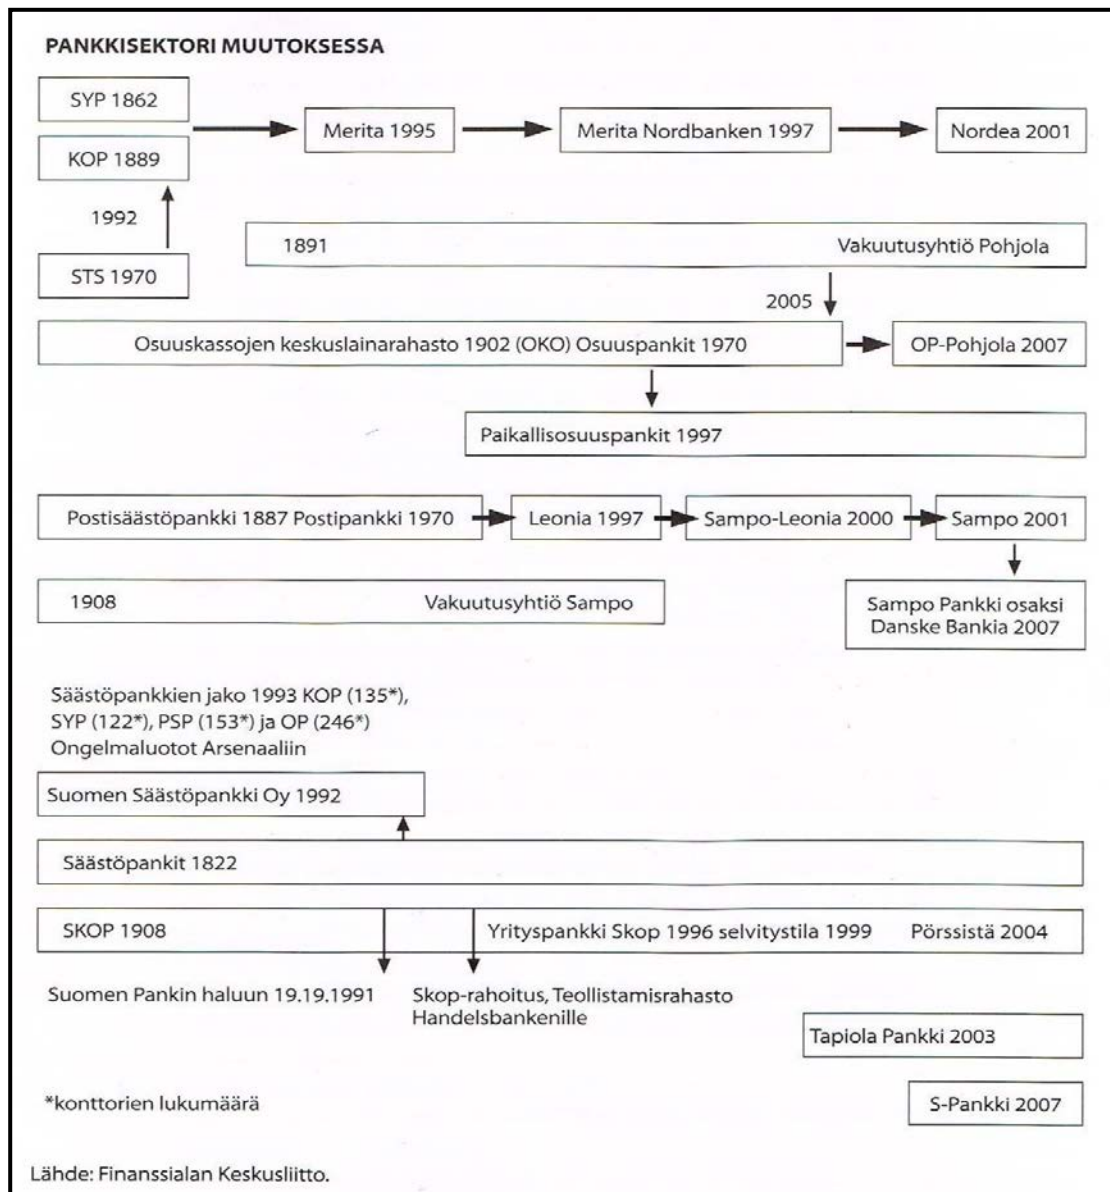 PANKKISEKTORI MUUTOKSESSA
SYP 1862
KOP 1889
Merita 1995
Merita Nordbanken 1997
Nordea 2001
1992
STS 1970
1891 Vakuutusyhtiö Pohjola
2005
Osuuskassojen keskuslainarahasto 1902 (OKO) Osuuspankit 1970
OP-Pohjola 2007
Paikallisosuuspankit 1997
Postisäästöpankki 1887 Postipankki 1970
Leonia 1997
Sampo-Leonia 2000
Sampo 2001
1908 Vakuutusyhtiö Sampo
Sampo Pankki osaksi
Danske Bankia 2007
Säästöpankkien jako 1993 KOP (135*),
SYP (122*), PSP (153*) ja OP (246*)
Ongelmaluotot Arsenaaliin
Suomen Säästöpankki Oy 1992
Säästöpankit 1822
SKOP 1908 Yrityspankki Skop 1996 selvitystila 1999 Pörssistä 2004
Suomen Pankin haluun 19.19.1991
Skop-rahoitus, Teollistamisrahasto
Handelsbankenille
Tapiola Pankki 2003
*konttorien lukumäärä
S-Pankki 2007
Lähde: Finanssialan Keskusliitto.